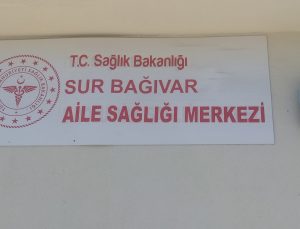 T.C. Sağlık Bakanlığı
SUR BAĞIVAR
AİLE SAĞLIĞI MERKEZİ